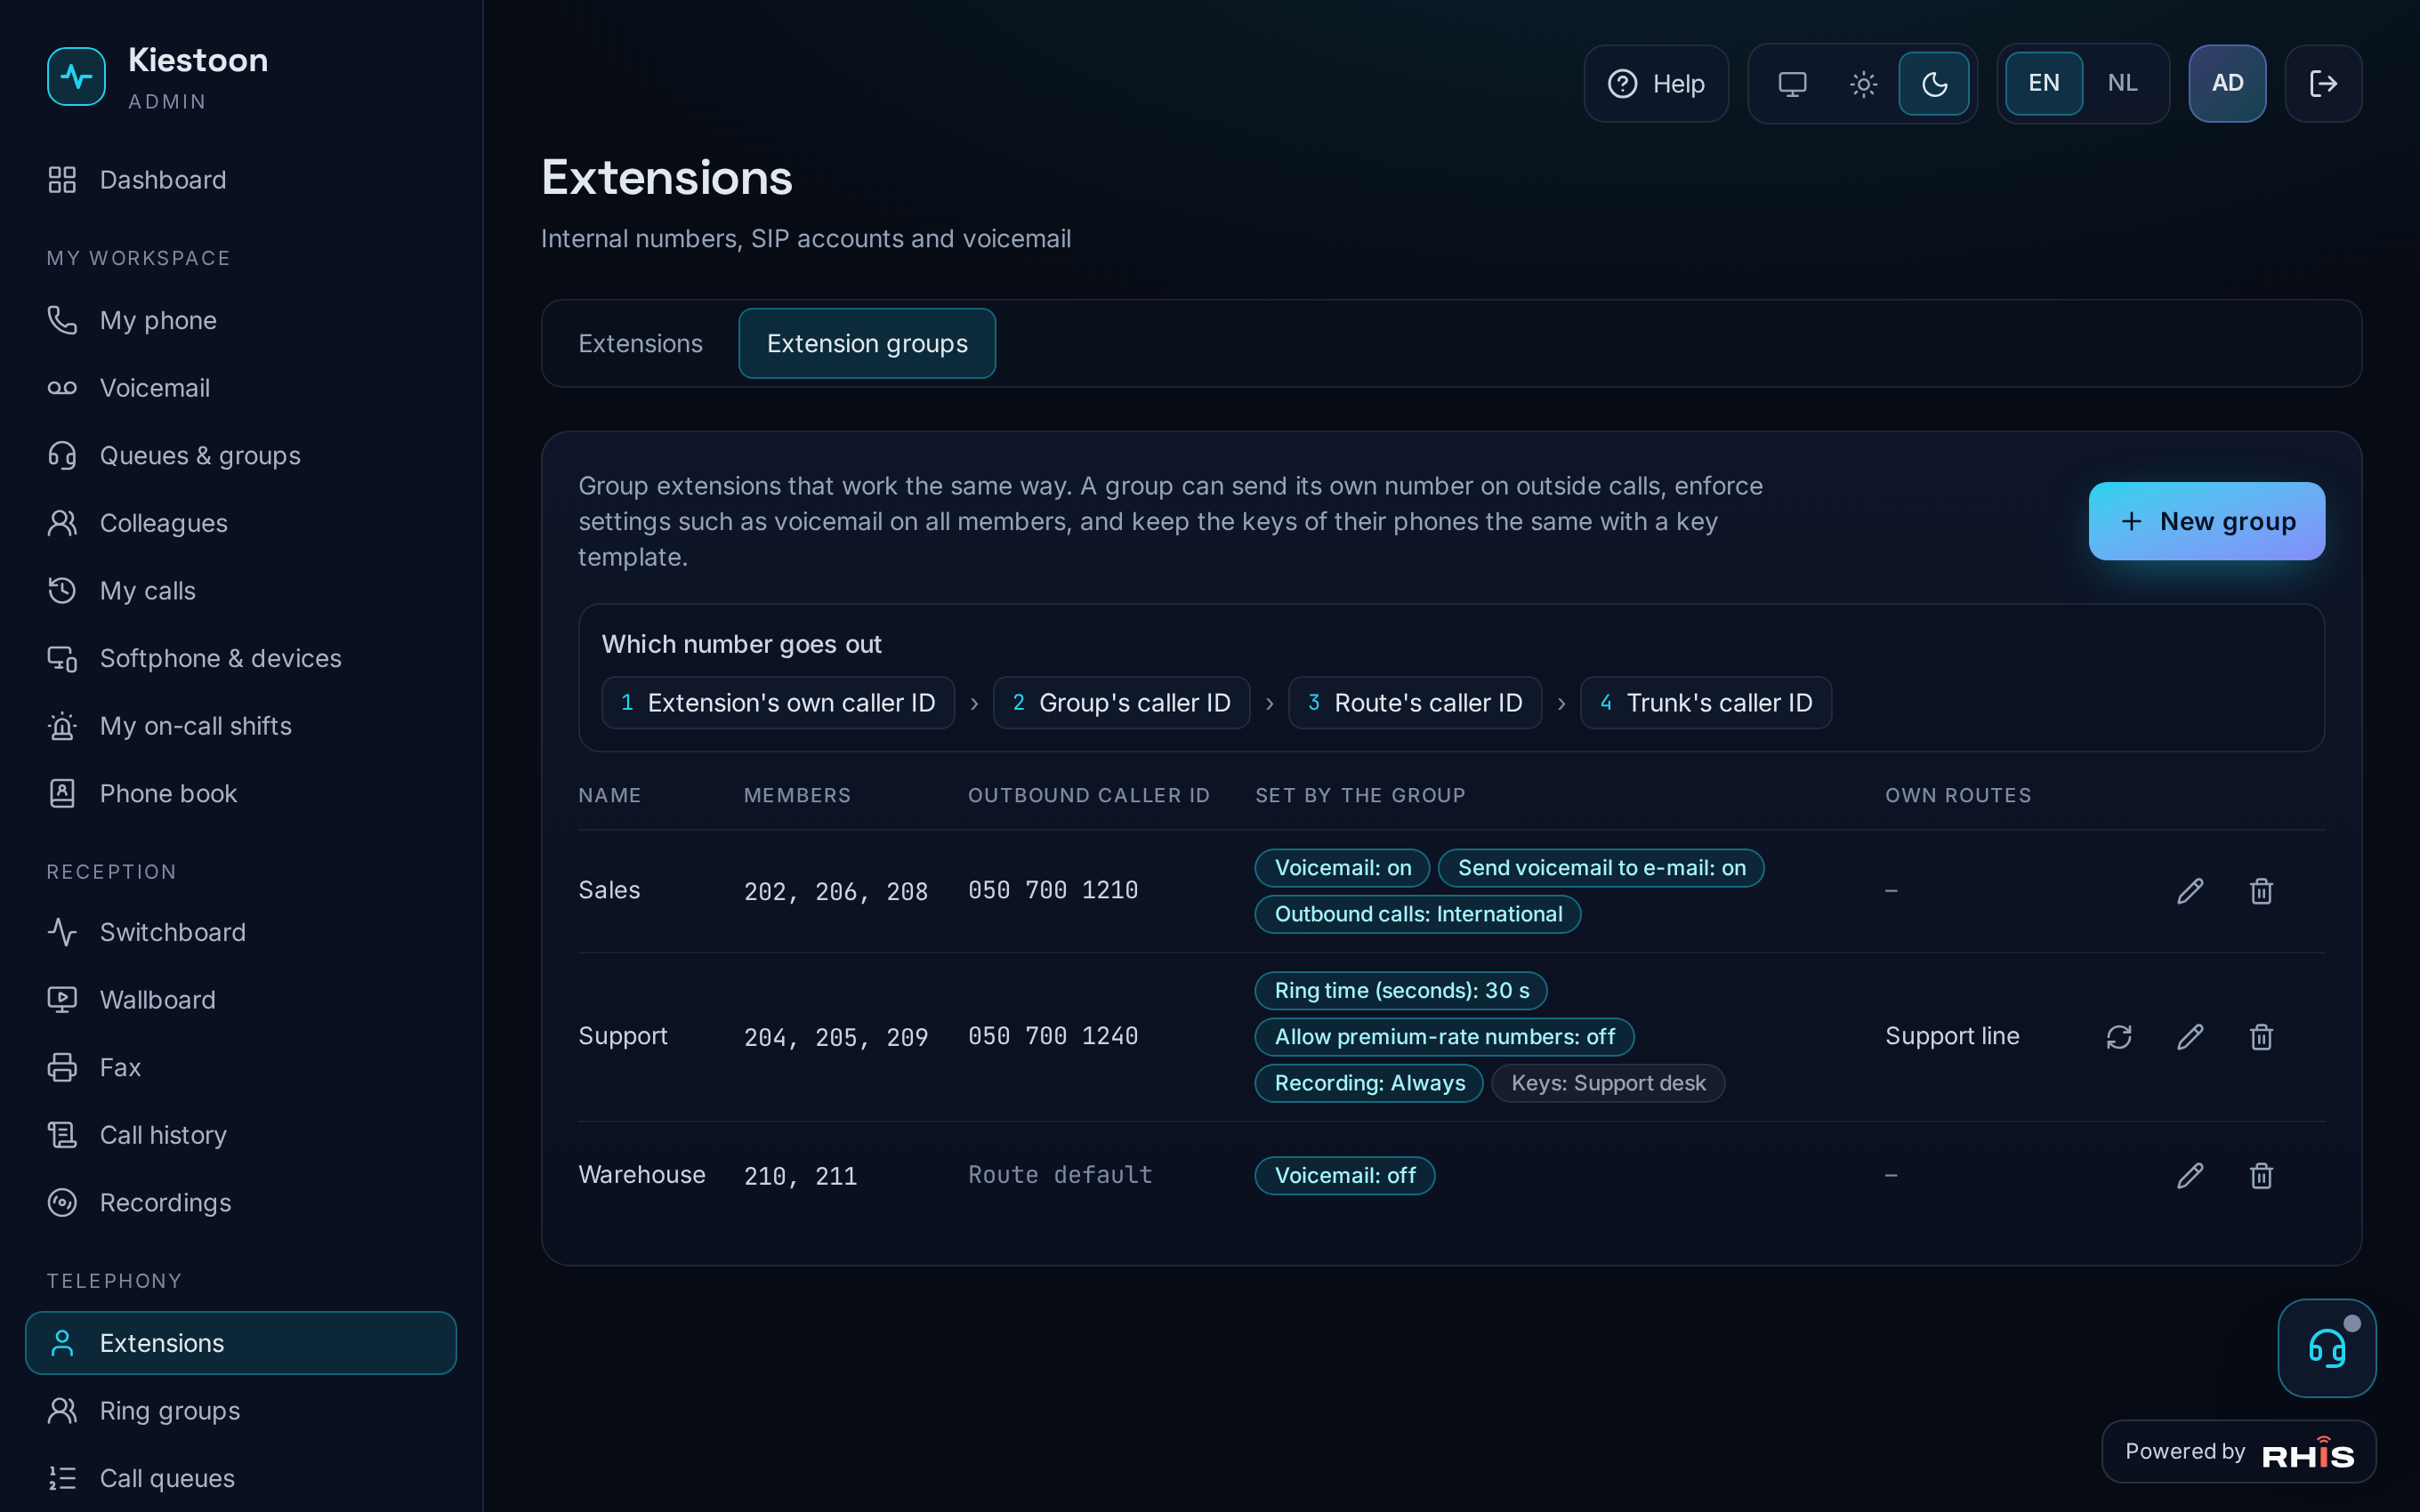 Kiestoon
ADMIN
Dashboard
MY WORKSPACE
My phone
Voicemail
Queues & groups
Colleagues
My calls
Softphone & devices
My on-call shifts
Phone book
RECEPTION
Switchboard
Wallboard
Fax
Call history
Recordings
TELEPHONY
Extensions
Ring groups
Call queues
Help
EN NL
AD
Extensions
Internal numbers, SIP accounts and voicemail
Extensions Extension groups
Group extensions that work the same way. A group can send its own number on outside calls, enforce
settings such as voicemail on all members, and keep the keys of their phones the same with a key
template.
+ New group
Which number goes out
1 Extension's own caller ID › 2 Group's caller ID › 3 Route's caller ID › 4 Trunk's caller ID
NAME MEMBERS OUTBOUND CALLER ID SET BY THE GROUP OWN ROUTES
Sales 202, 206, 208 050 700 1210 Voicemail: on Send voicemail to e-mail: on –
Outbound calls: International
Ring time (seconds): 30 s
Support 204, 205, 209 050 700 1240 Allow premium-rate numbers: off Support line
Recording: Always Keys: Support desk
Warehouse 210, 211 Route default Voicemail: off –
Powered by RHIS